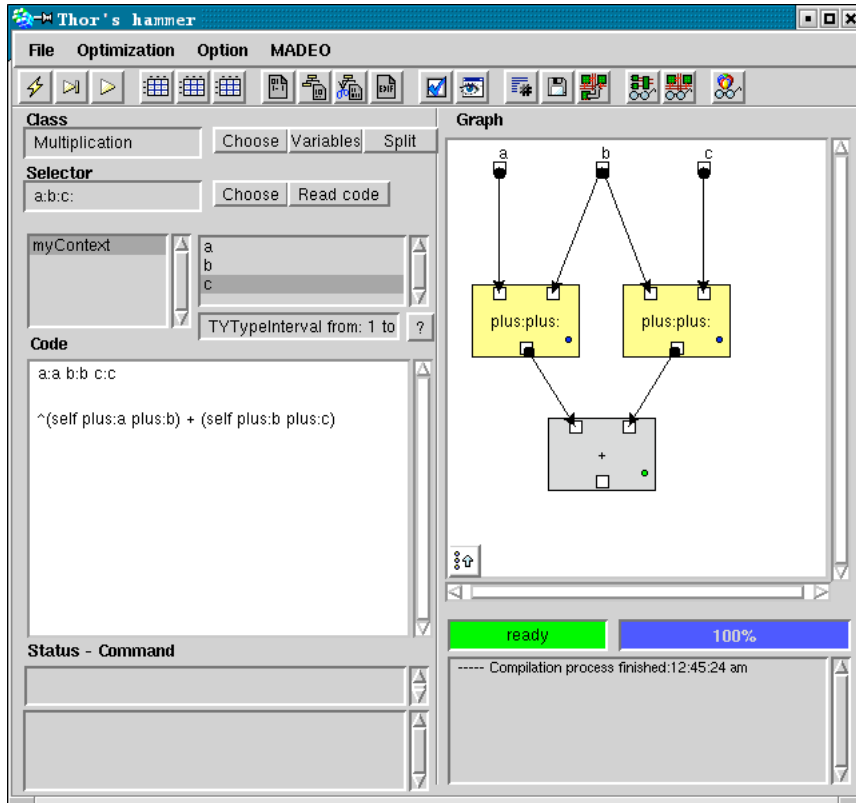 Thor's hammer
File Optimization Option MADEO
Class
Multiplication Choose Variables Split
Selector
a:b:c: Choose Read code
myContext
a
b
c
TYTypeInterval from: 1 to ?
Code
a:a b:b c:c
^(self plus:a plus:b) + (self plus:b plus:c)
Status - Command
Graph
a b c
plus:plus: plus:plus:
+
ready 100%
----- Compilation process finished:12:45:24 am